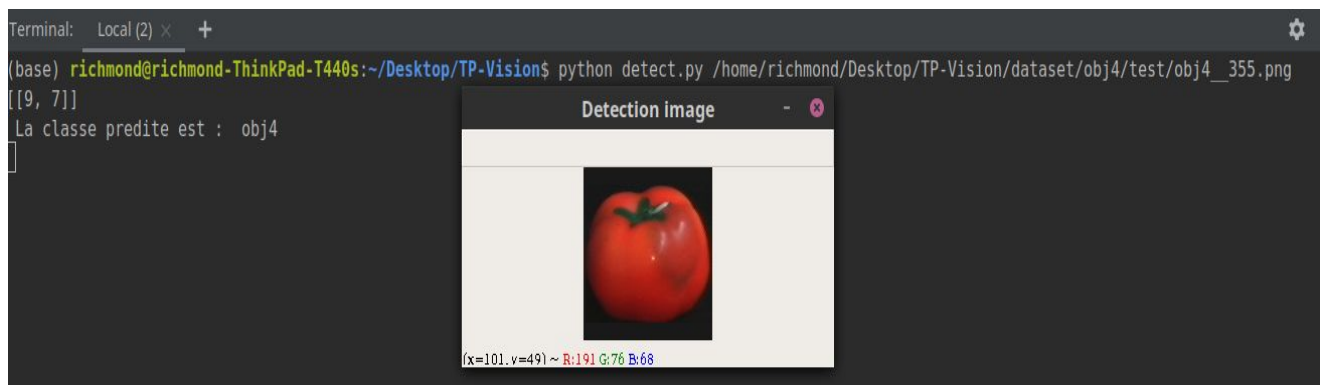 Terminal: Local (2) × +
(base) richmond@richmond-ThinkPad-T440s:~/Desktop/TP-Vision$ python detect.py /home/richmond/Desktop/TP-Vision/dataset/obj4/test/obj4__355.png
[[9, 7]]
La classe predite est : obj4
Detection image
(x=101, y=49) ~ R:191 G:76 B:68